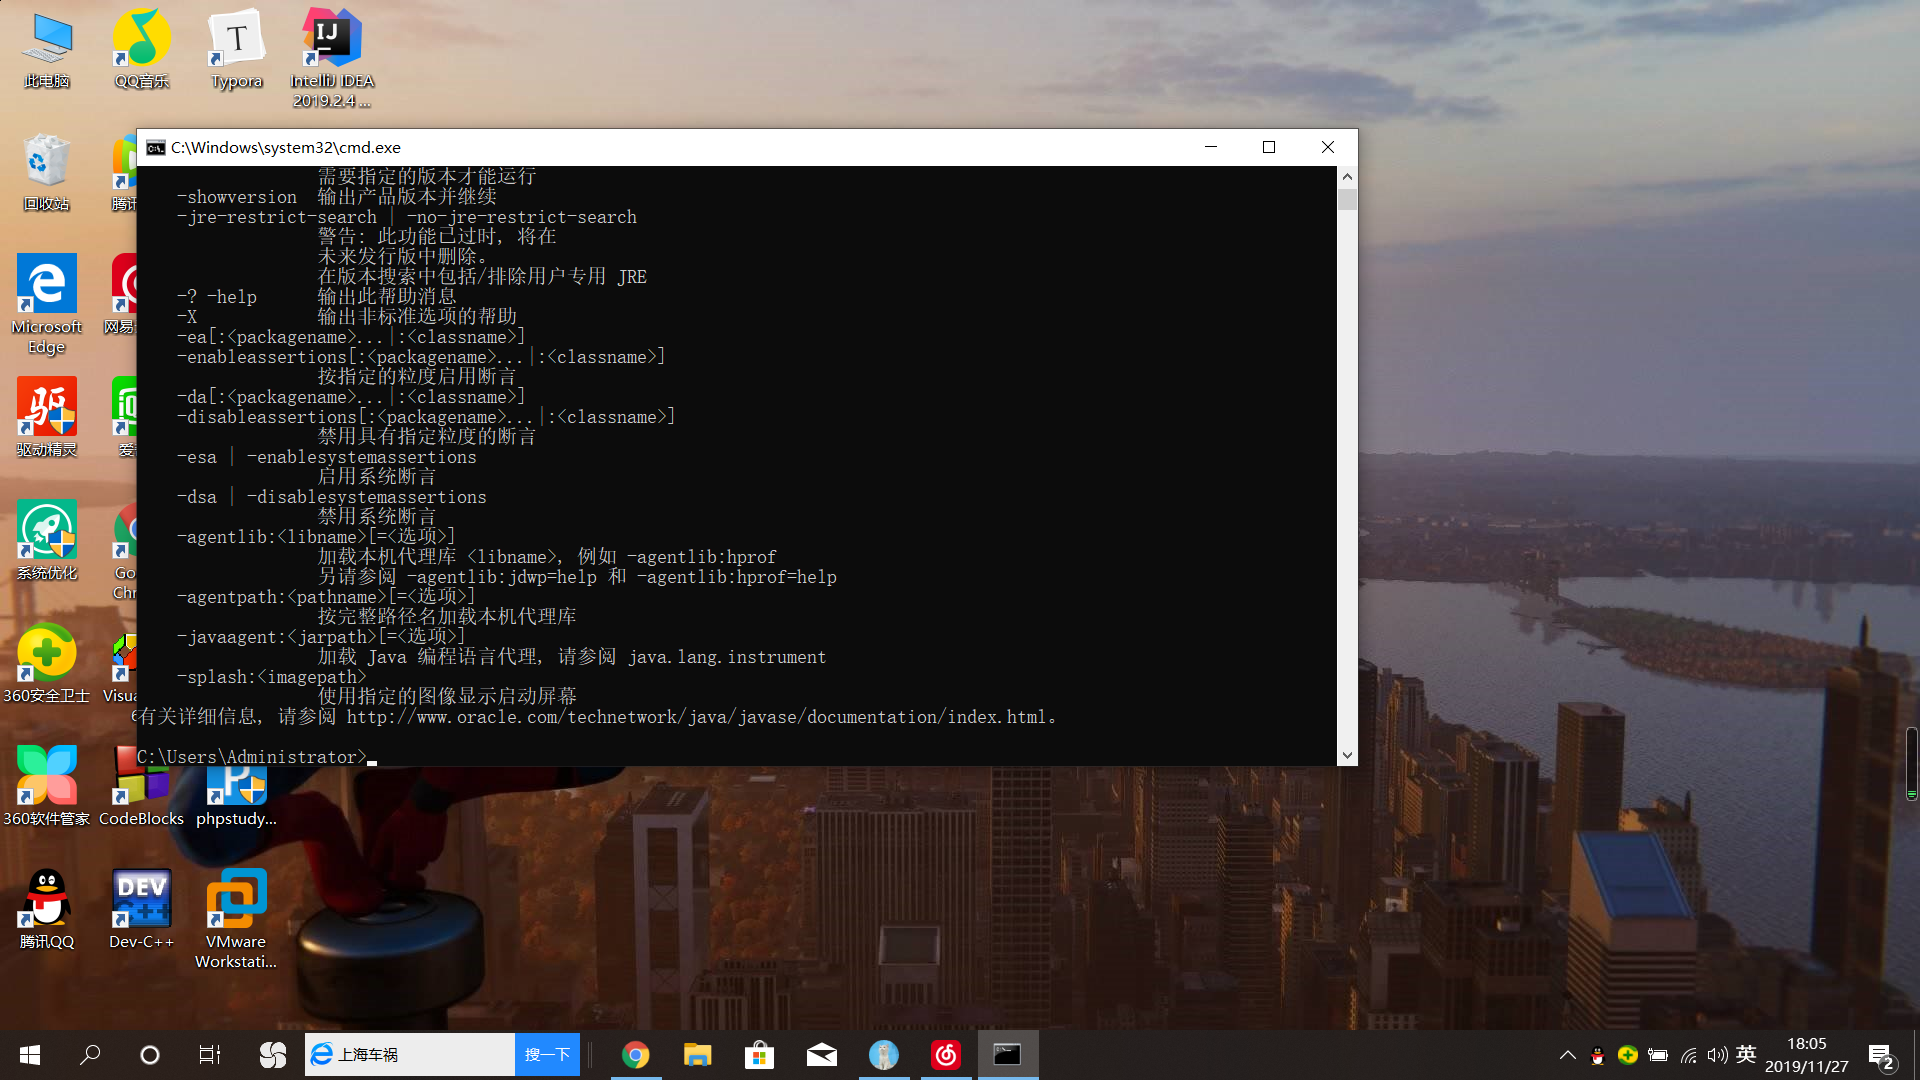 此电脑
QQ音乐
Typora
IntelliJ IDEA
2019.2.4 ...
回收站
腾讯
Microsoft
Edge
网易
驱动精灵
爱
系统优化
Go
Chr
360安全卫士
Visua
6
360软件管家
CodeBlocks
phpstudy...
腾讯QQ
Dev-C++
VMware
Workstati...
C:\Windows\system32\cmd.exe
需要指定的版本才能运行
-showversion 输出产品版本并继续
-jre-restrict-search | -no-jre-restrict-search
警告: 此功能已过时, 将在
未来发行版中删除。
在版本搜索中包括/排除用户专用 JRE
-? -help 输出此帮助消息
-X 输出非标准选项的帮助
-ea[:<packagename>...|:<classname>]
-enableassertions[:<packagename>...|:<classname>]
按指定的粒度启用断言
-da[:<packagename>...|:<classname>]
-disableassertions[:<packagename>...|:<classname>]
禁用具有指定粒度的断言
-esa | -enablesystemassertions
启用系统断言
-dsa | -disablesystemassertions
禁用系统断言
-agentlib:<libname>[=<选项>]
加载本机代理库 <libname>, 例如 -agentlib:hprof
另请参阅 -agentlib:jdwp=help 和 -agentlib:hprof=help
-agentpath:<pathname>[=<选项>]
按完整路径名加载本机代理库
-javaagent:<jarpath>[=<选项>]
加载 Java 编程语言代理, 请参阅 java.lang.instrument
-splash:<imagepath>
使用指定的图像显示启动屏幕
有关详细信息, 请参阅 http://www.oracle.com/technetwork/java/javase/documentation/index.html。
C:\Users\Administrator>
上海车祸
搜一下
英
18:05
2019/11/27
2